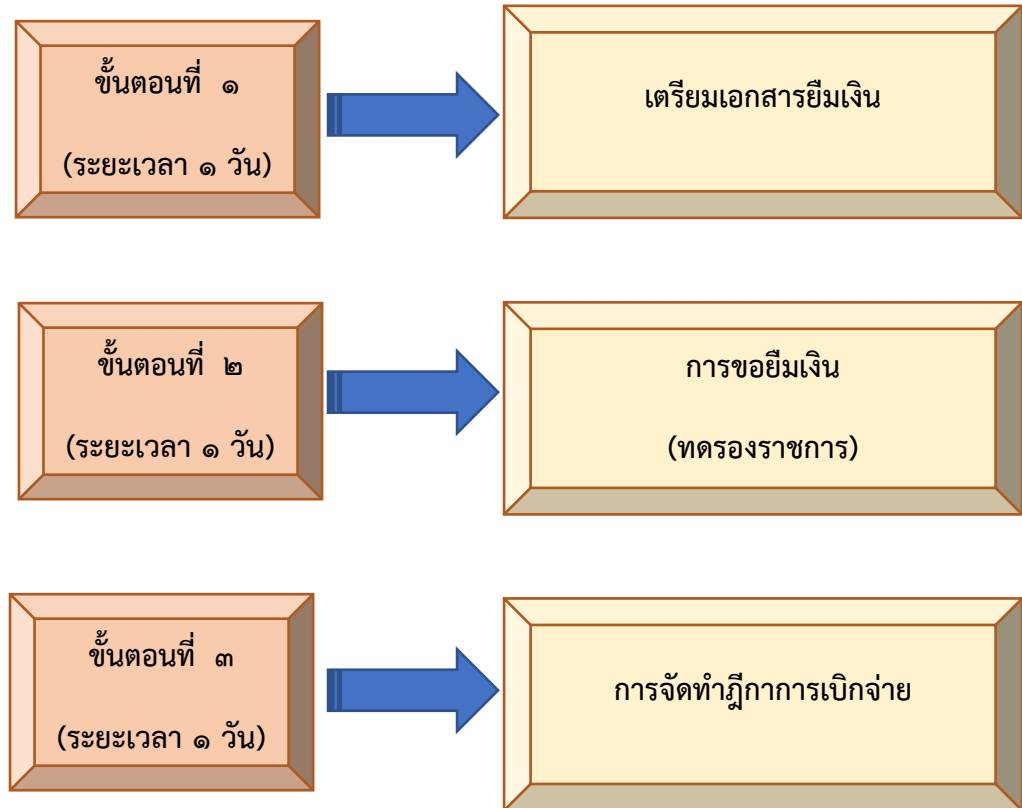 ขั้นตอนที่ ๑
(ระยะเวลา ๑ วัน)
เตรียมเอกสารยืมเงิน
ขั้นตอนที่ ๒
(ระยะเวลา ๑ วัน)
การขอยืมเงิน
(ทดรองราชการ)
ขั้นตอนที่ ๓
(ระยะเวลา ๑ วัน)
การจัดทำฎีกาการเบิกจ่าย